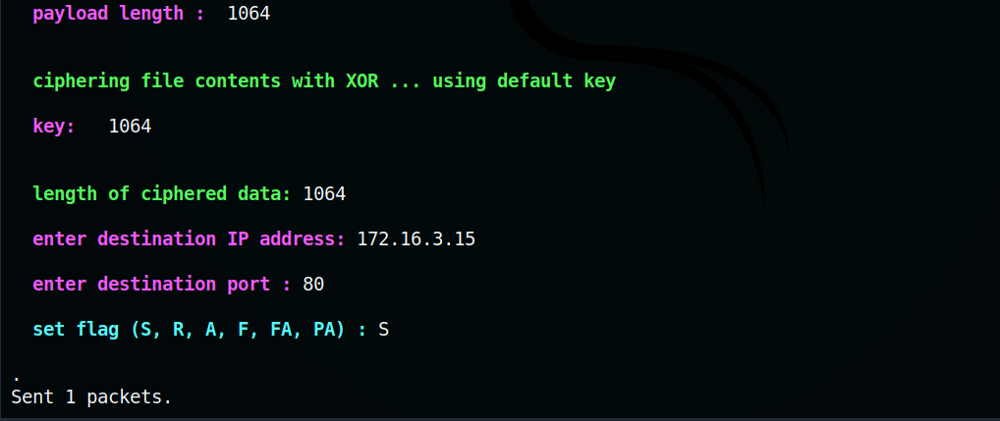 payload length :  1064
ciphering file contents with XOR ... using default key
key:   1064
length of ciphered data: 1064
enter destination IP address: 172.16.3.15
enter destination port : 80
set flag (S, R, A, F, FA, PA) : S
.
Sent 1 packets.